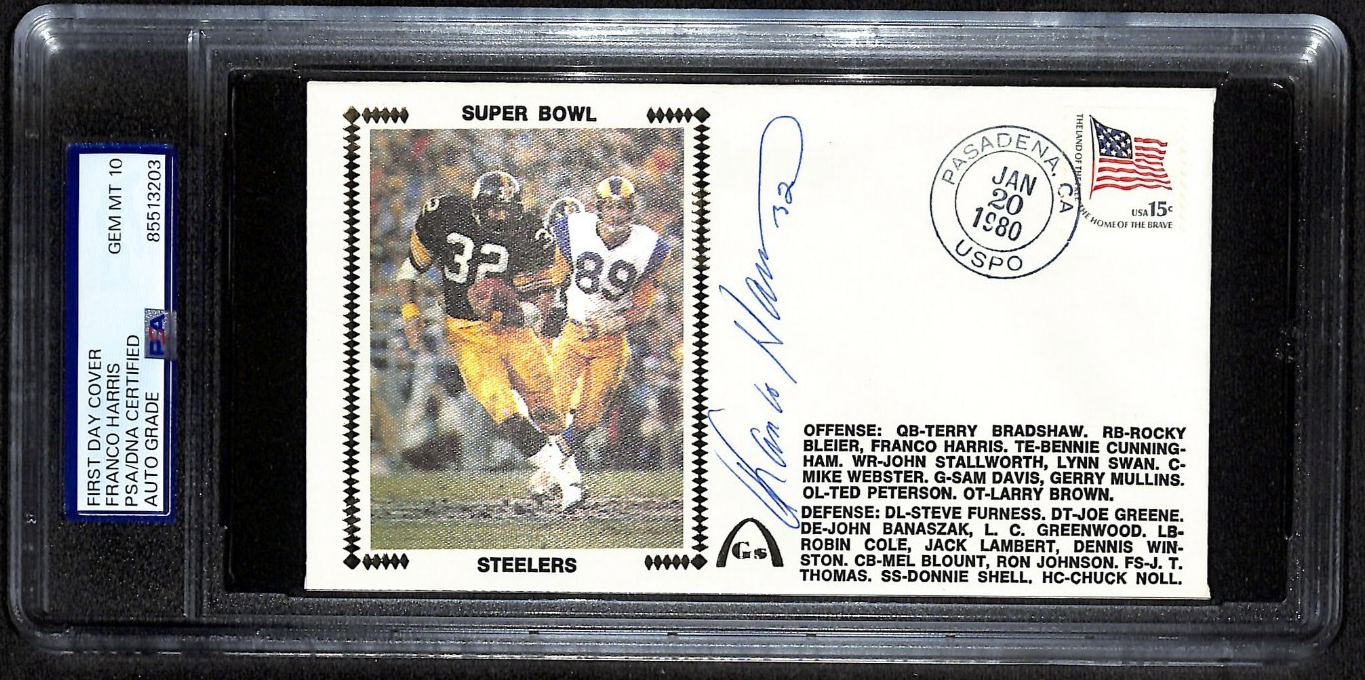 FIRST DAY COVER
FRANCO HARRIS
PSA/DNA CERTIFIED
AUTO GRADE
GEM MT 10
85513203
PSA
SUPER BOWL
32
32
89
STEELERS
Franco Harris 32
Gs
PASADENA, CA
JAN
20
1980
USPO
THE LAND OF THE FREE THE HOME OF THE BRAVE
USA 15c
OFFENSE: QB-TERRY BRADSHAW. RB-ROCKY
BLEIER, FRANCO HARRIS. TE-BENNIE CUNNING-
HAM. WR-JOHN STALLWORTH, LYNN SWAN. C-
MIKE WEBSTER. G-SAM DAVIS, GERRY MULLINS.
OL-TED PETERSON. OT-LARRY BROWN.
DEFENSE: DL-STEVE FURNESS. DT-JOE GREENE.
DE-JOHN BANASZAK, L. C. GREENWOOD. LB-
ROBIN COLE, JACK LAMBERT, DENNIS WIN-
STON. CB-MEL BLOUNT, RON JOHNSON. FS-J. T.
THOMAS. SS-DONNIE SHELL. HC-CHUCK NOLL.